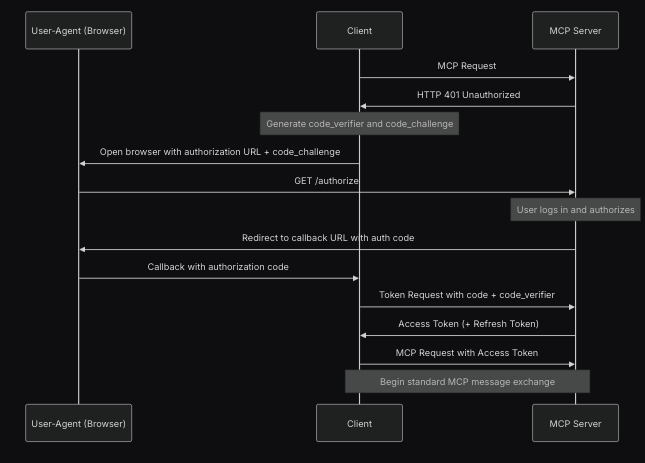 User-Agent (Browser)
Client
MCP Server
MCP Request
HTTP 401 Unauthorized
Generate code_verifier and code_challenge
Open browser with authorization URL + code_challenge
GET /authorize
User logs in and authorizes
Redirect to callback URL with auth code
Callback with authorization code
Token Request with code + code_verifier
Access Token (+ Refresh Token)
MCP Request with Access Token
Begin standard MCP message exchange
User-Agent (Browser)
Client
MCP Server